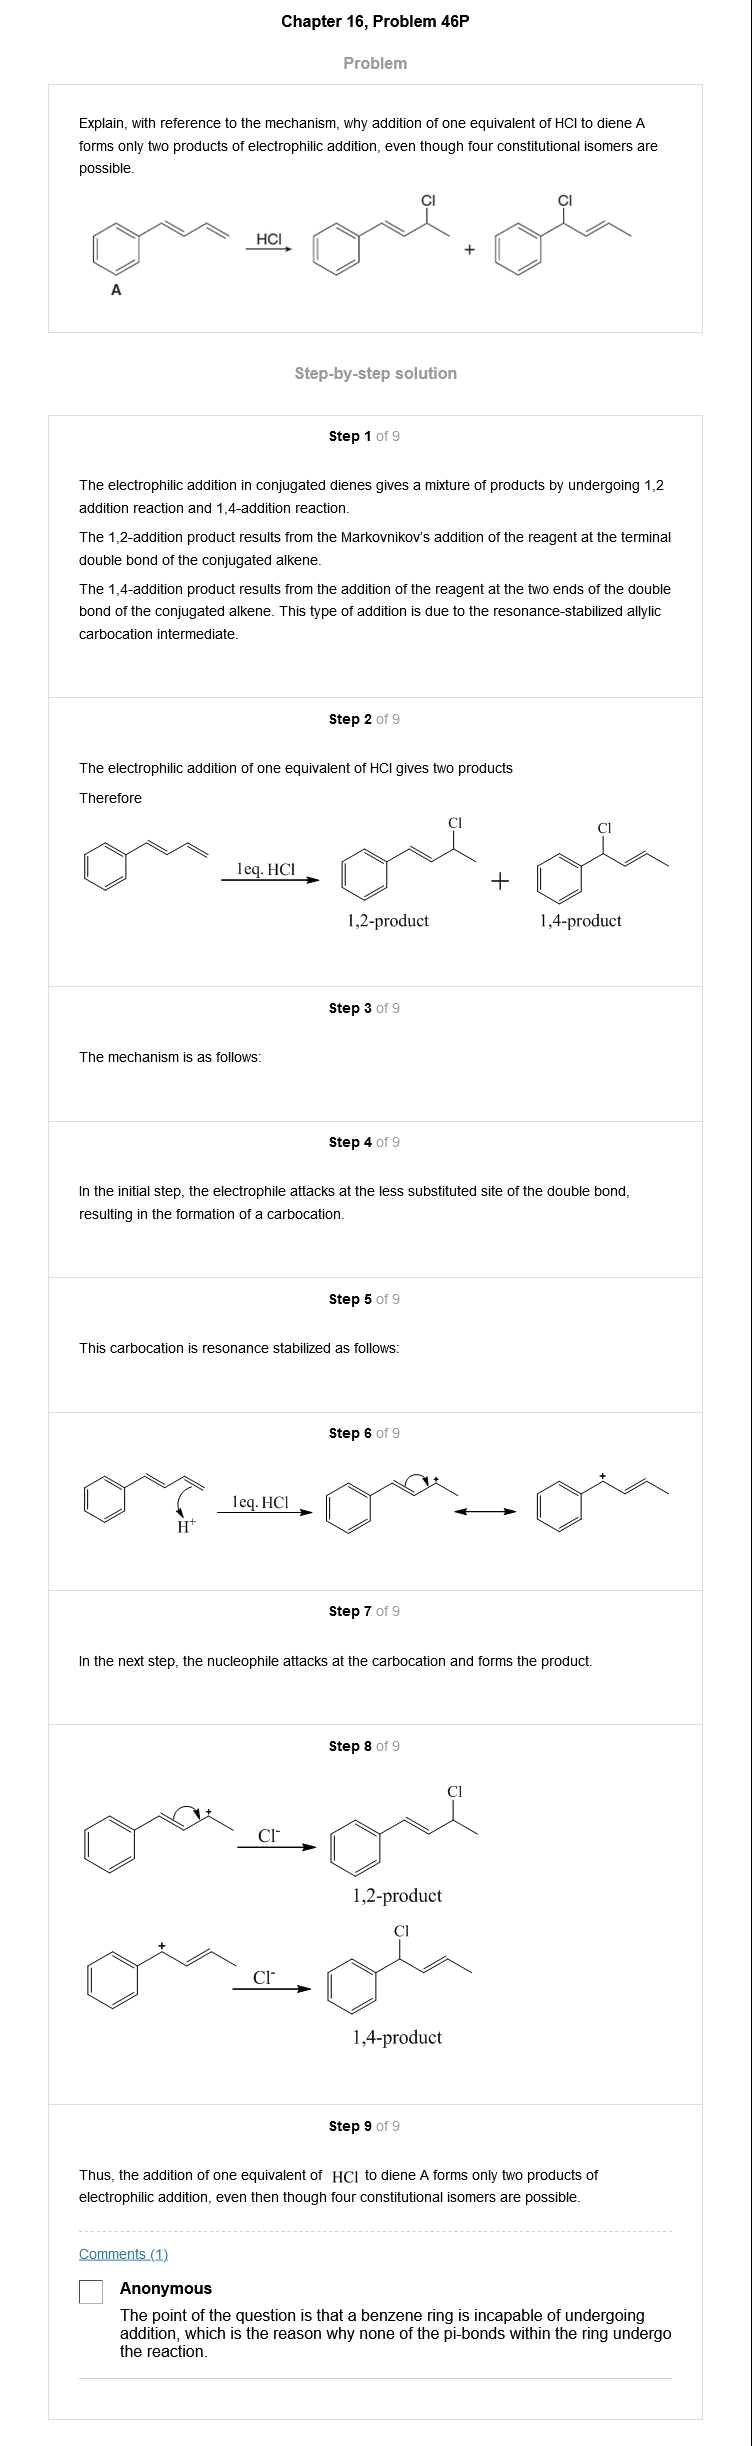 Chapter 16, Problem 46P
Problem
Explain, with reference to the mechanism, why addition of one equivalent of HCl to diene A
forms only two products of electrophilic addition, even though four constitutional isomers are
possible.
Cl
Cl
HCl
+
A
Step-by-step solution
Step 1 of 9
The electrophilic addition in conjugated dienes gives a mixture of products by undergoing 1,2
addition reaction and 1,4-addition reaction.
The 1,2-addition product results from the Markovnikov's addition of the reagent at the terminal
double bond of the conjugated alkene.
The 1,4-addition product results from the addition of the reagent at the two ends of the double
bond of the conjugated alkene. This type of addition is due to the resonance-stabilized allylic
carbocation intermediate.
Step 2 of 9
The electrophilic addition of one equivalent of HCl gives two products
Therefore
Cl
Cl
1eq. HCl
+
1,2-product
1,4-product
Step 3 of 9
The mechanism is as follows:
Step 4 of 9
In the initial step, the electrophile attacks at the less substituted site of the double bond,
resulting in the formation of a carbocation.
Step 5 of 9
This carbocation is resonance stabilized as follows:
Step 6 of 9
+
+
1eq. HCl
H+
Step 7 of 9
In the next step, the nucleophile attacks at the carbocation and forms the product.
Step 8 of 9
Cl
+
Cl-
1,2-product
Cl
+
Cl-
1,4-product
Step 9 of 9
Thus, the addition of one equivalent of HCl to diene A forms only two products of
electrophilic addition, even then though four constitutional isomers are possible.
Comments (1)
Anonymous
The point of the question is that a benzene ring is incapable of undergoing
addition, which is the reason why none of the pi-bonds within the ring undergo
the reaction.